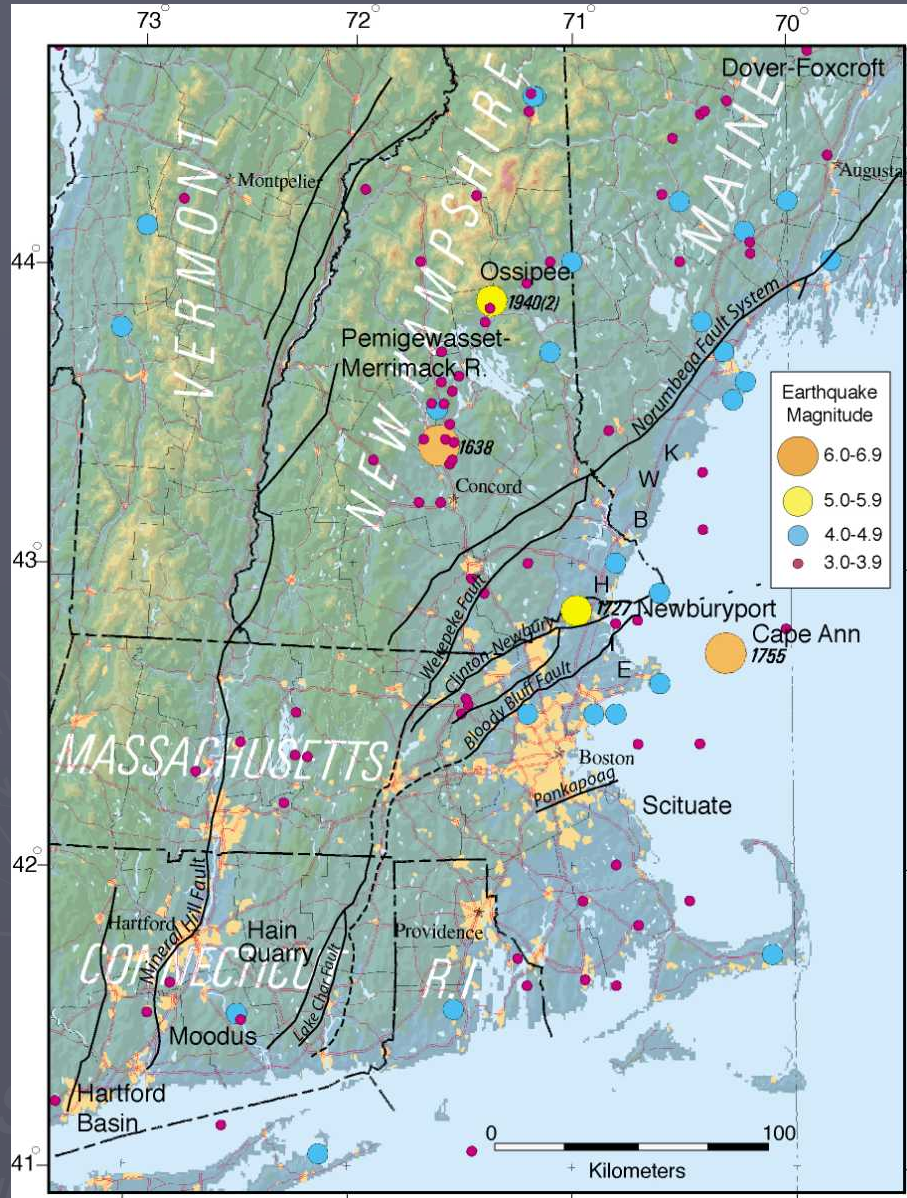 73°
72°
71°
70°
Dover-Foxcroft
VERMONT
NEW HAMPSHIRE
MAINE
Montpelier
Augusta
44°
Ossipee
1940(2)
Norumbega Fault System
Pemigewasset-
Merrimack R.
Earthquake
Magnitude
6.0-6.9
5.0-5.9
4.0-4.9
3.0-3.9
1638
K
W
Concord
B
43°
H
1727 Newburyport
Wekepeke Fault
Clinton-Newbury
Cape Ann
1755
I
E
Bloody Bluff Fault
MASSACHUSETTS
Boston
Ponkapoag
Scituate
42°
Mineral Hill Fault
Hartford
Hain
Quarry
Providence
CONNECTICU
R.I.
Lake Char Fault
Moodus
Hartford
Basin
0
100
Kilometers
41°